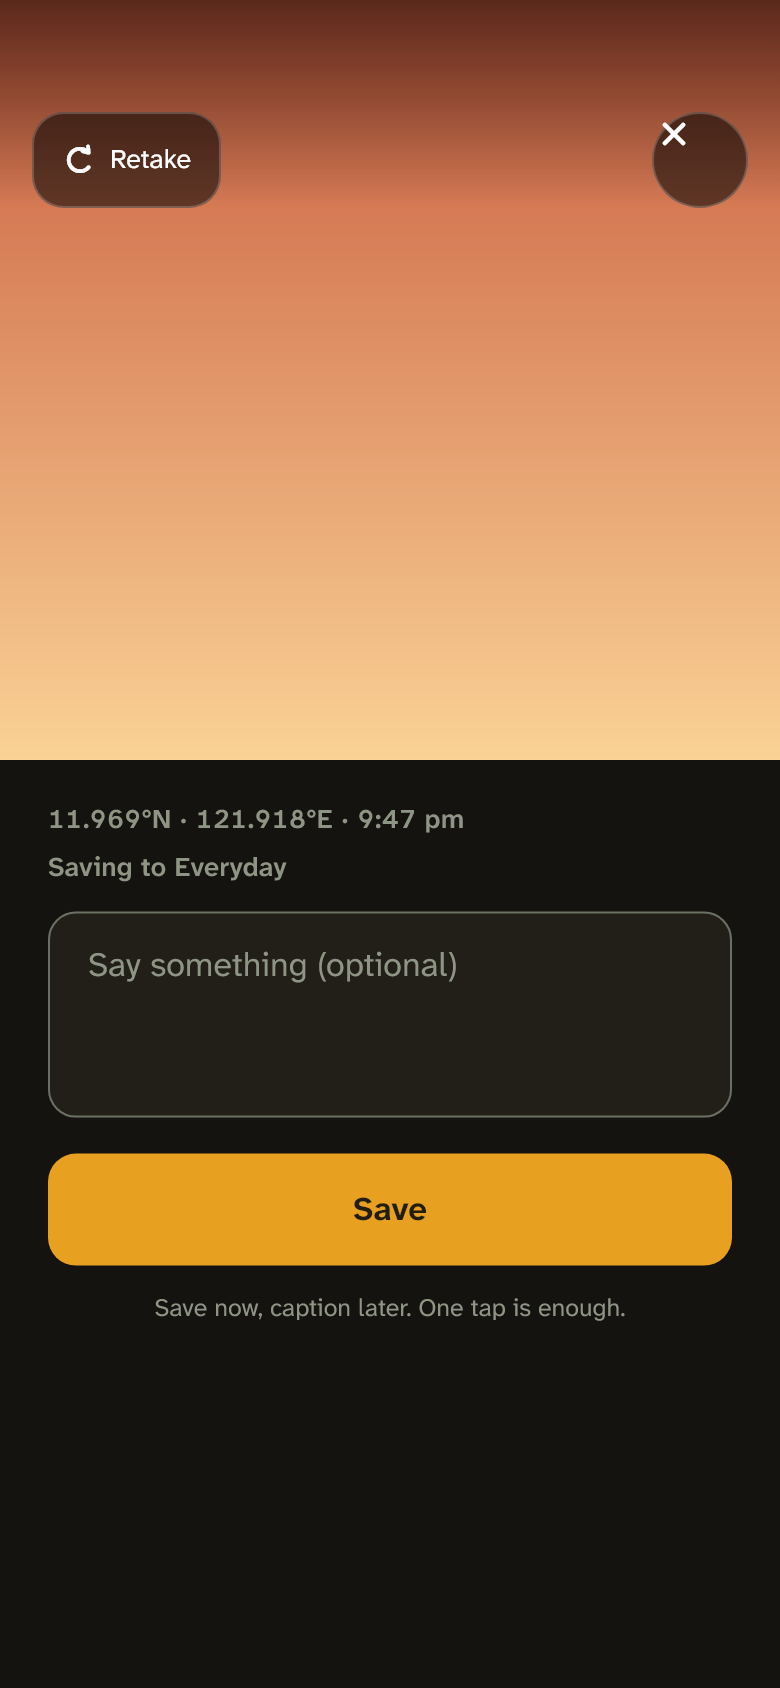 Retake
11.969°N · 121.918°E · 9:47 pm
Saving to Everyday
Say something (optional)
Save
Save now, caption later. One tap is enough.